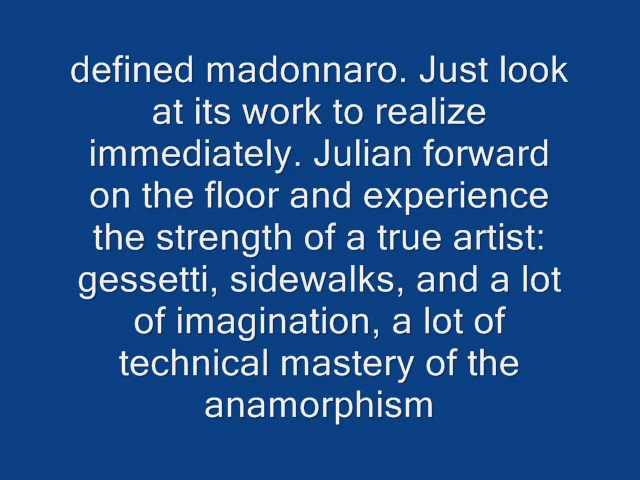 defined madonnaro. Just look
at its work to realize
immediately. Julian forward
on the floor and experience
the strength of a true artist:
gessetti, sidewalks, and a lot
of imagination, a lot of
technical mastery of the
anamorphism